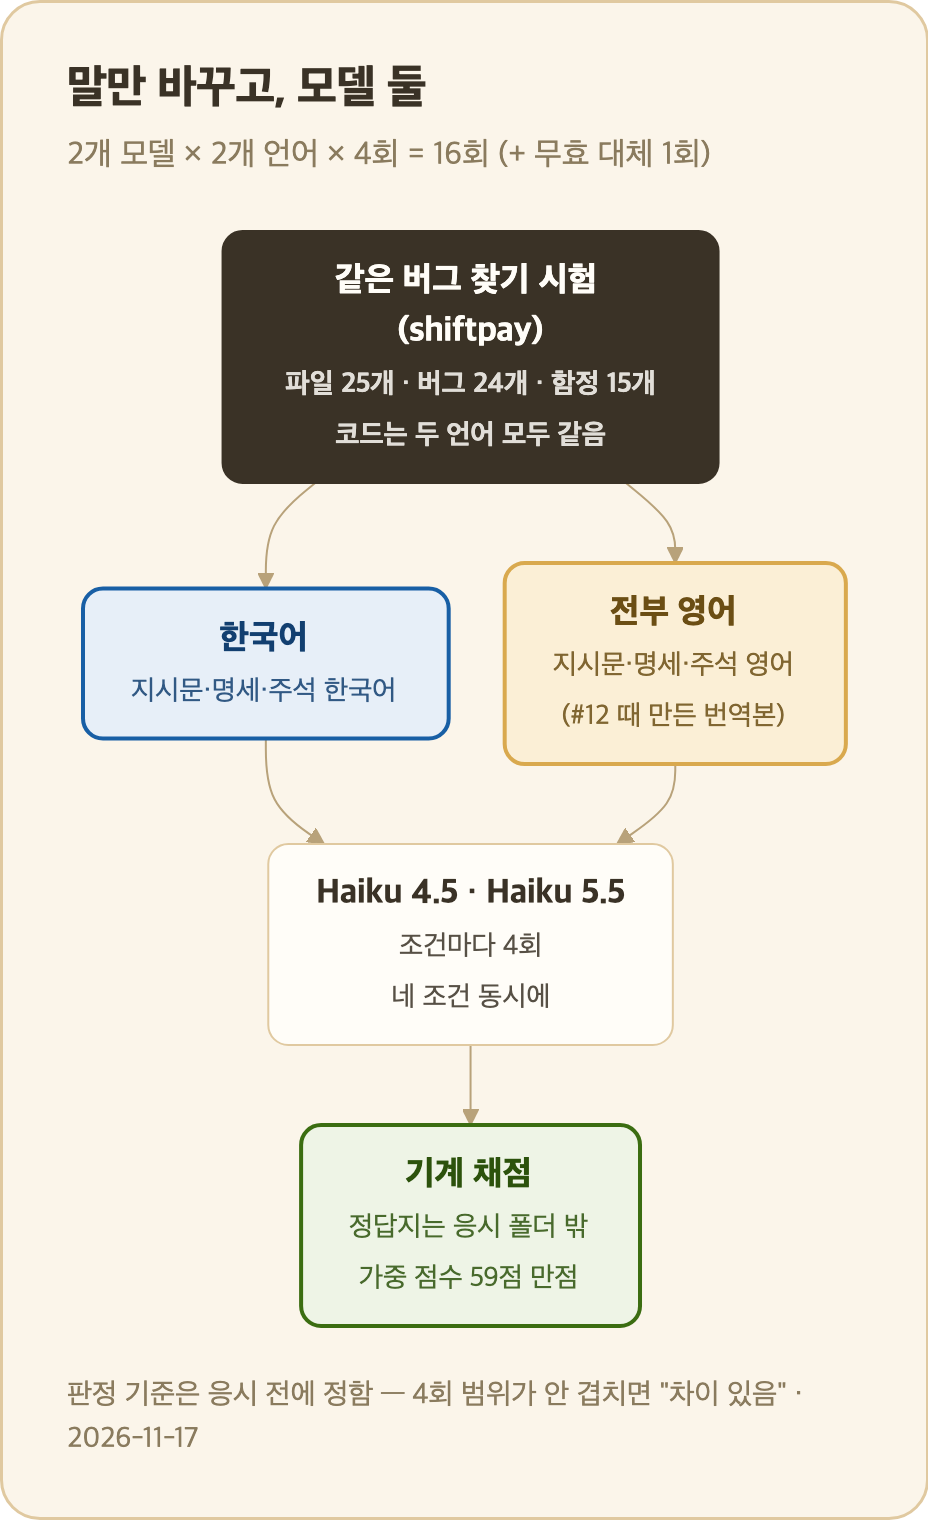 말만 바꾸고, 모델 둘
2개 모델 × 2개 언어 × 4회 = 16회 (+ 무효 대체 1회)
같은 버그 찾기 시험
(shiftpay)
파일 25개 · 버그 24개 · 함정 15개
코드는 두 언어 모두 같음
한국어
지시문·명세·주석 한국어
전부 영어
지시문·명세·주석 영어
(#12 때 만든 번역본)
Haiku 4.5 · Haiku 5.5
조건마다 4회
네 조건 동시에
기계 채점
정답지는 응시 폴더 밖
가중 점수 59점 만점
판정 기준은 응시 전에 정함 — 4회 범위가 안 겹치면 "차이 있음" ·
2026-11-17